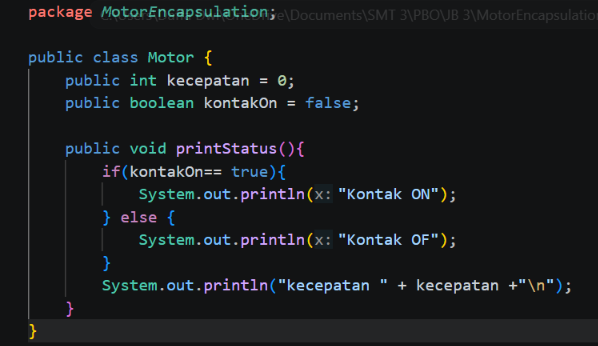 package MotorEncapsulation;
\Documents\SMT 3\PBO\JB 3\MotorEncapsulation
public class Motor {
public int kecepatan = 0;
public boolean kontakOn = false;
public void printStatus(){
if(kontakOn== true){
System.out.println(x: "Kontak ON");
} else {
System.out.println(x: "Kontak OF");
}
System.out.println("kecepatan " + kecepatan +"\n");
}
}